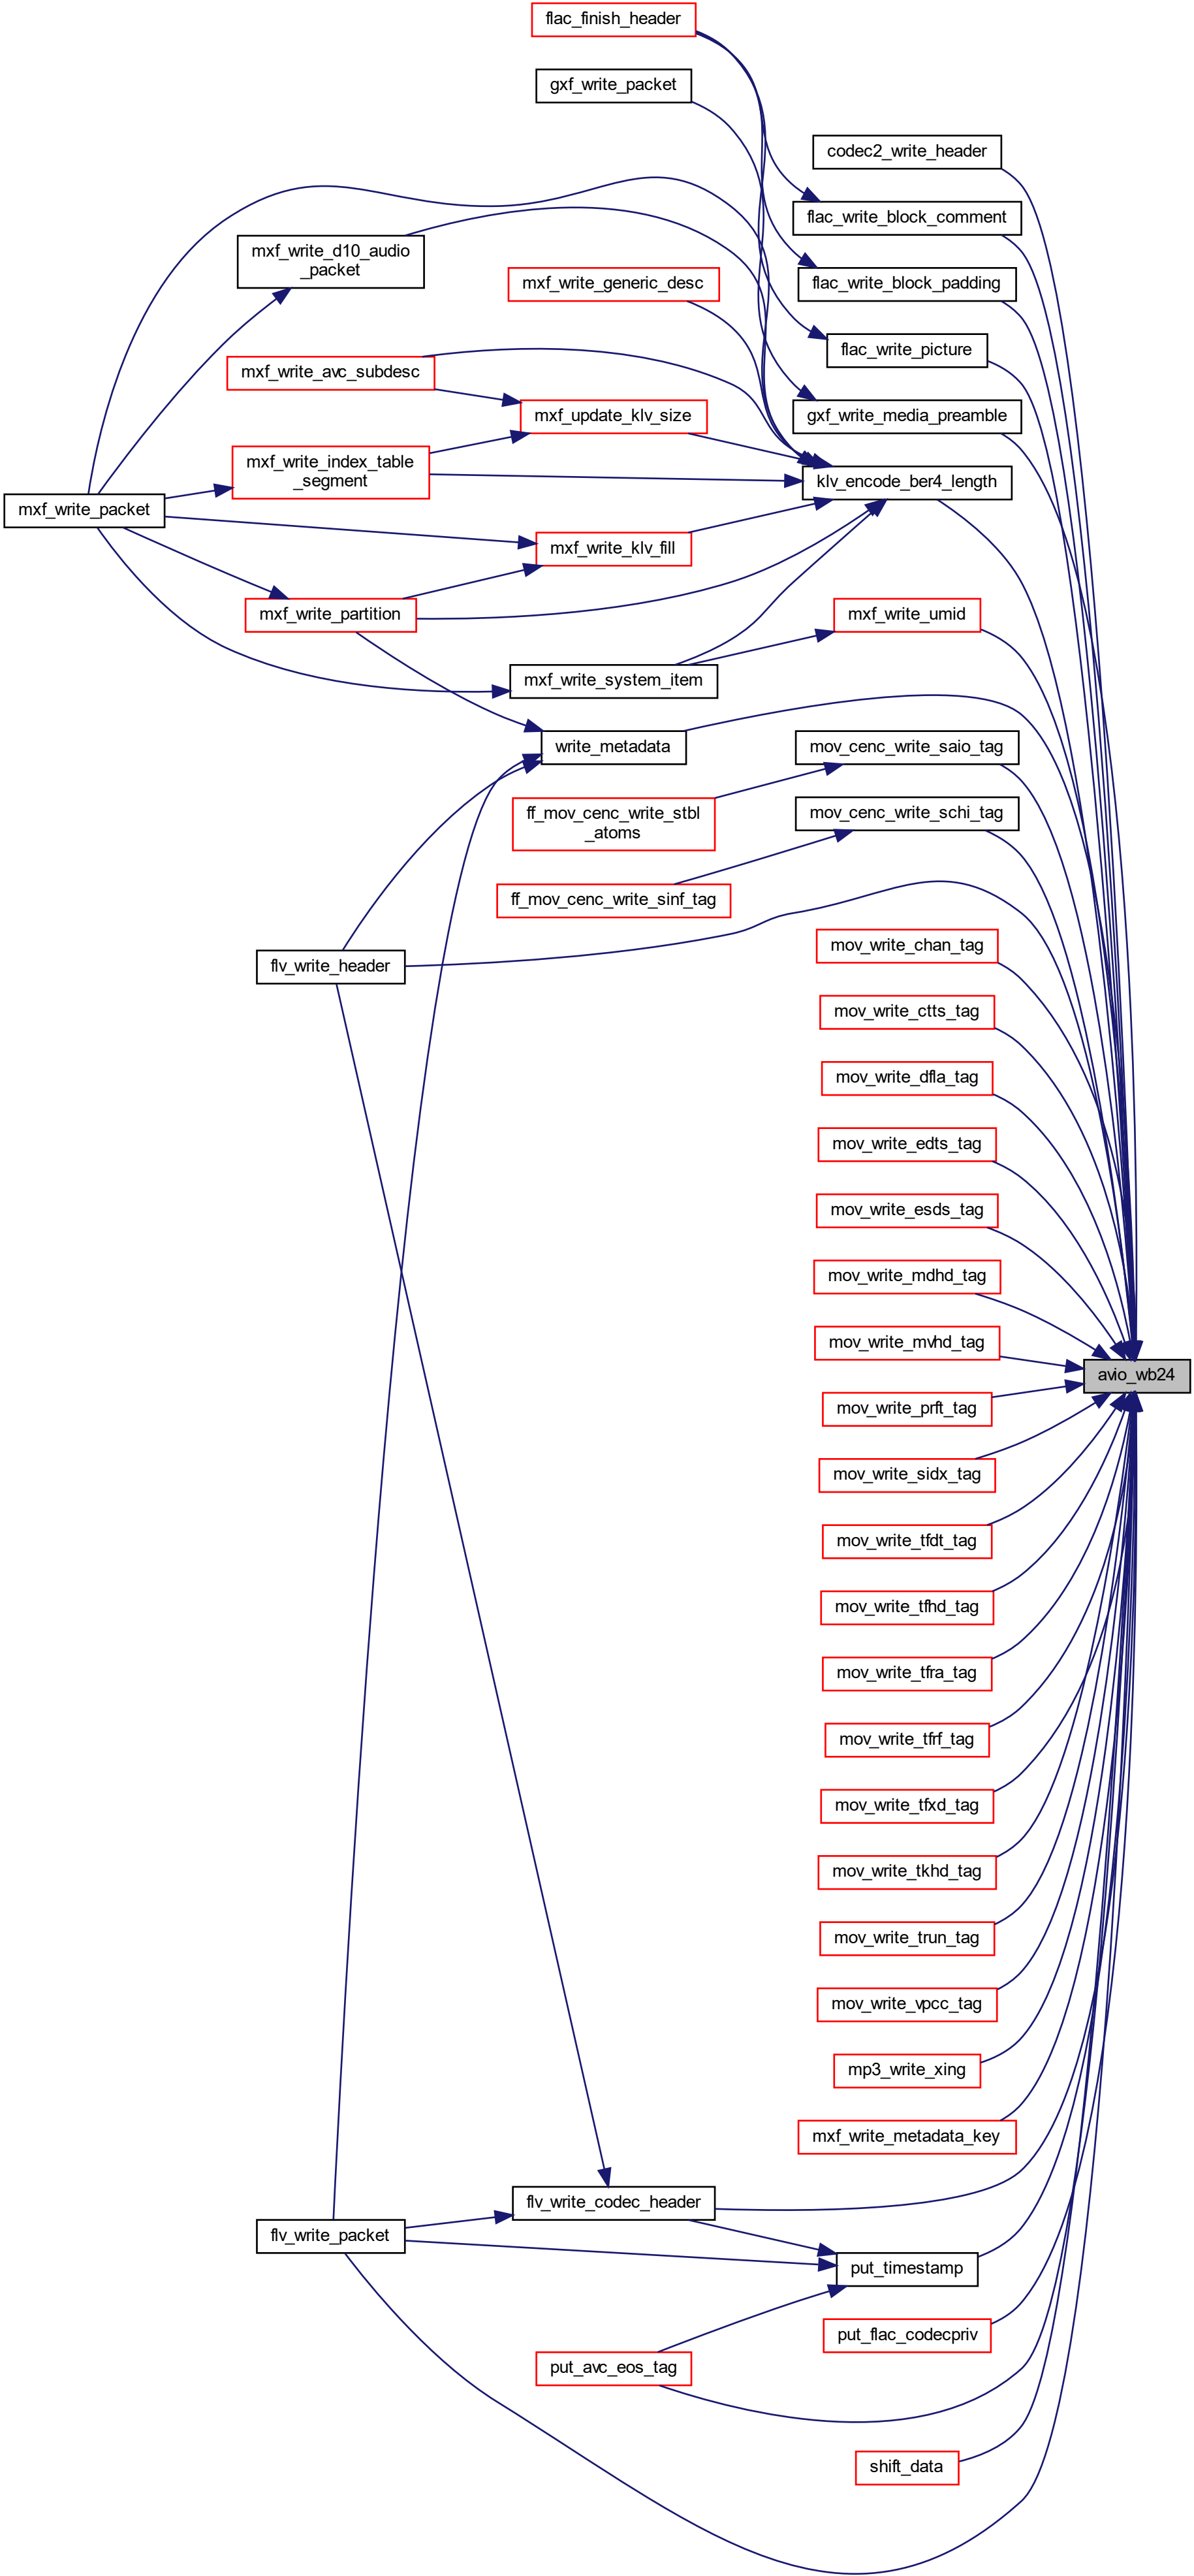 flac_finish_header
gxf_write_packet
codec2_write_header
flac_write_block_comment
mxf_write_d10_audio
_packet
flac_write_block_padding
mxf_write_generic_desc
flac_write_picture
mxf_write_avc_subdesc
mxf_update_klv_size
gxf_write_media_preamble
mxf_write_index_table
_segment
klv_encode_ber4_length
mxf_write_packet
mxf_write_klv_fill
mxf_write_partition
mxf_write_umid
mxf_write_system_item
write_metadata
mov_cenc_write_saio_tag
ff_mov_cenc_write_stbl
_atoms
mov_cenc_write_schi_tag
ff_mov_cenc_write_sinf_tag
mov_write_chan_tag
flv_write_header
mov_write_ctts_tag
mov_write_dfla_tag
mov_write_edts_tag
mov_write_esds_tag
mov_write_mdhd_tag
mov_write_mvhd_tag
avio_wb24
mov_write_prft_tag
mov_write_sidx_tag
mov_write_tfdt_tag
mov_write_tfhd_tag
mov_write_tfra_tag
mov_write_tfrf_tag
mov_write_tfxd_tag
mov_write_tkhd_tag
mov_write_trun_tag
mov_write_vpcc_tag
mp3_write_xing
mxf_write_metadata_key
flv_write_codec_header
flv_write_packet
put_timestamp
put_flac_codecpriv
put_avc_eos_tag
shift_data